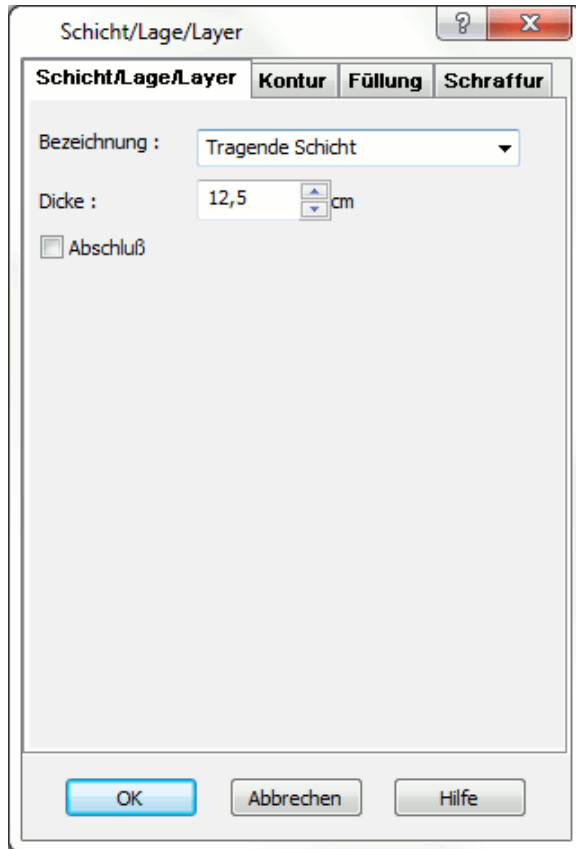 Schicht/Lage/Layer
?
X
Schicht/Lage/Layer Kontur Füllung Schraffur
Bezeichnung : Tragende Schicht
Dicke : 12,5 cm
Abschluß
OK Abbrechen Hilfe